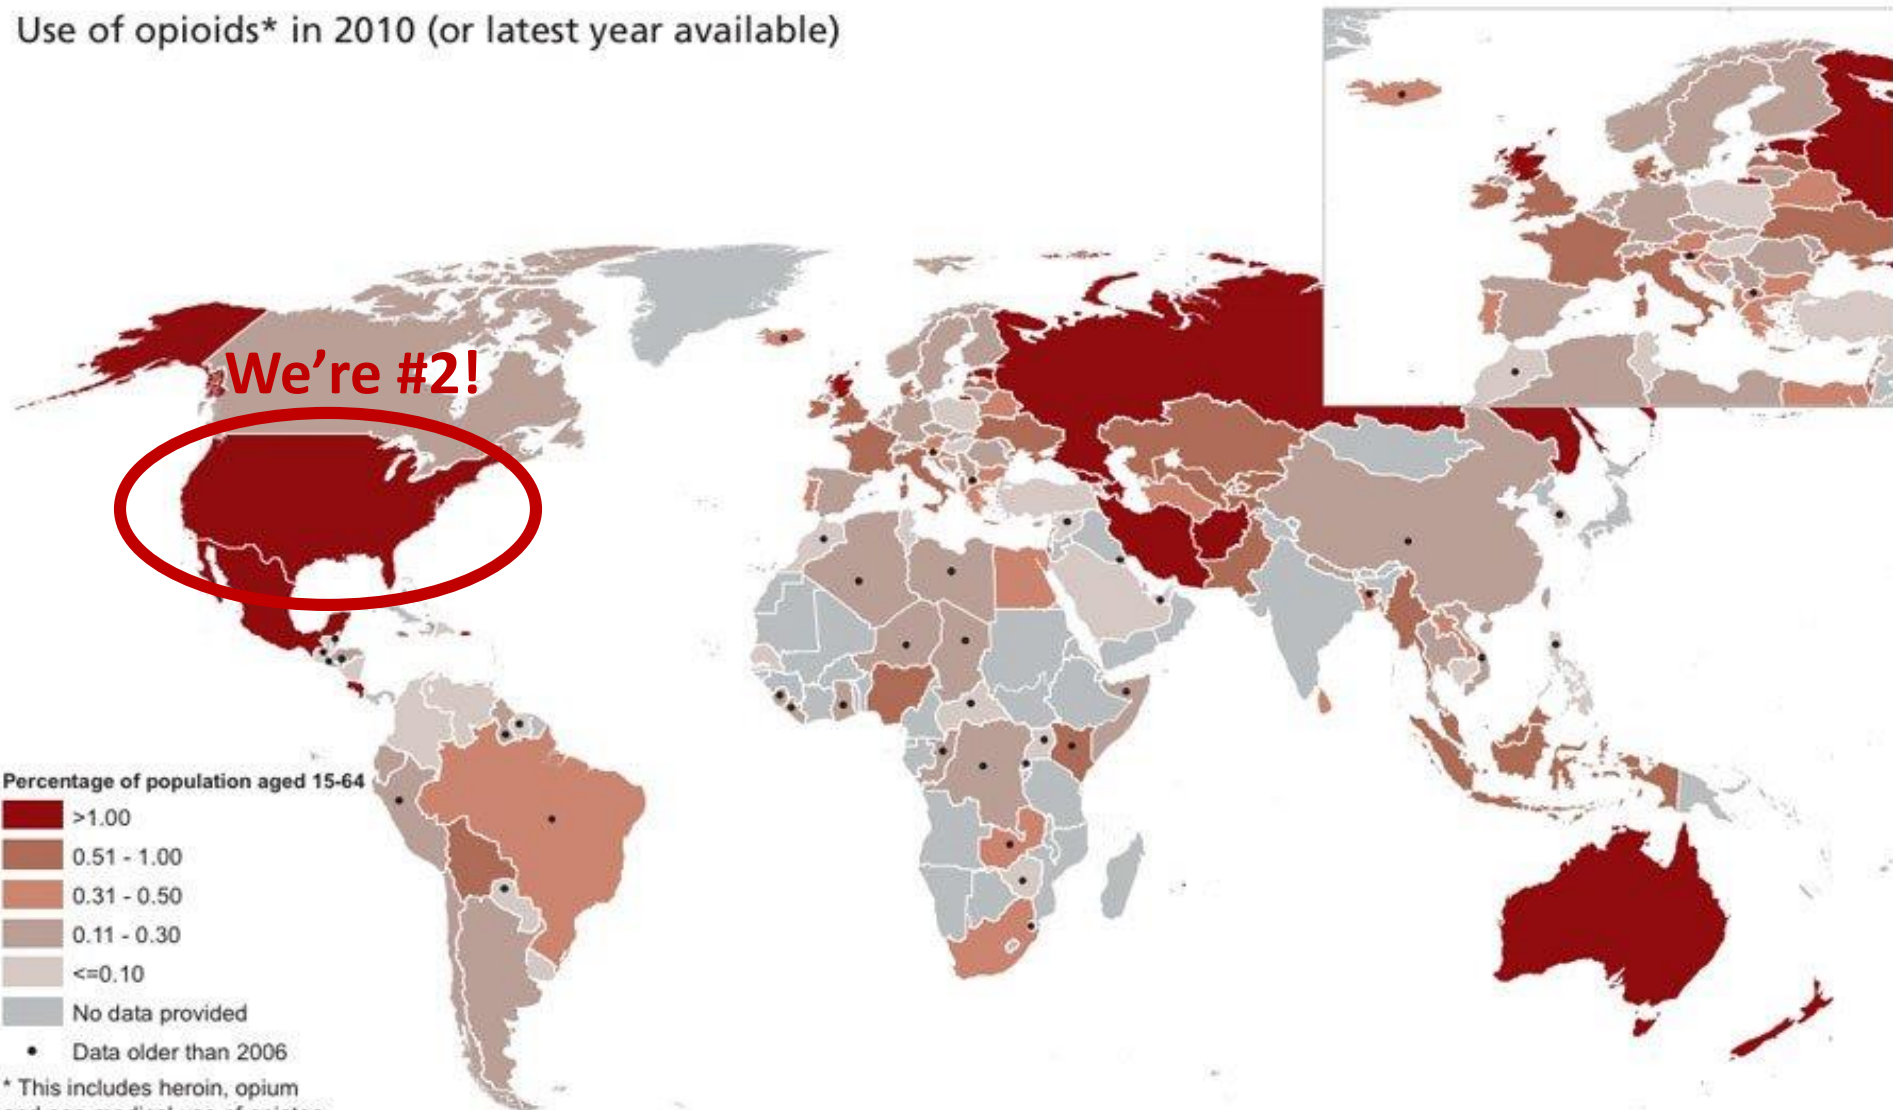 Use of opioids* in 2010 (or latest year available)
We’re #2!
Percentage of population aged 15-64
>1.00
0.51 - 1.00
0.31 - 0.50
0.11 - 0.30
<=0.10
No data provided
Data older than 2006
* This includes heroin, opium